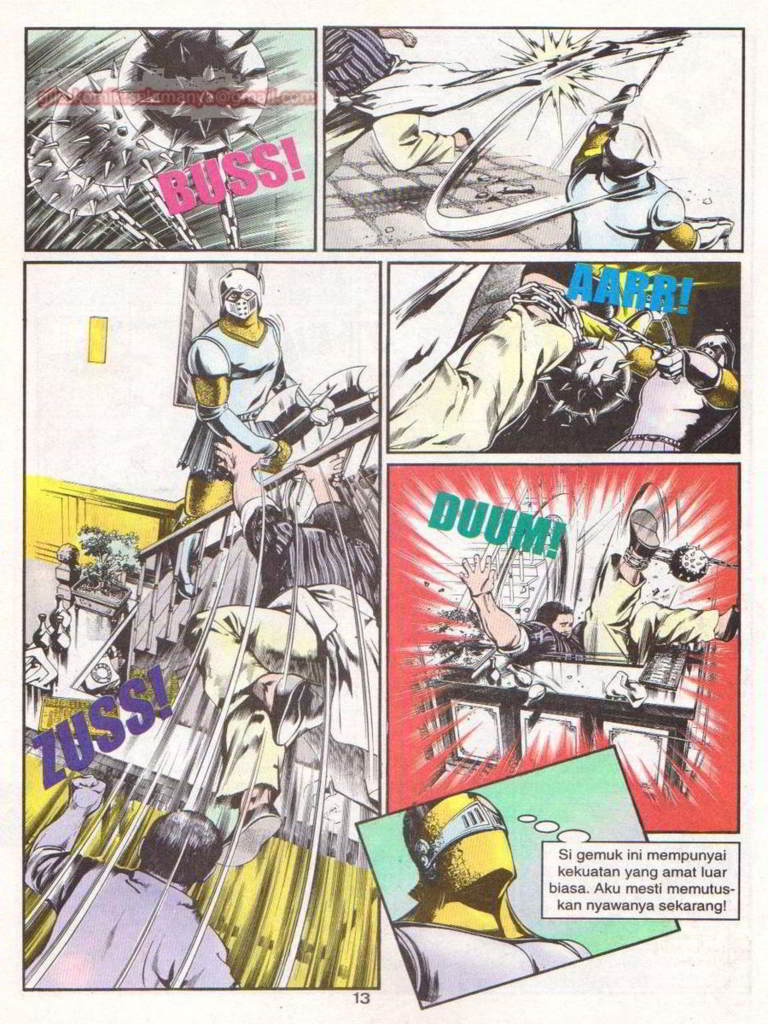 BUSS!
AARR!
ZUSS!
DUUM!
Si gemuk ini mempunyai
kekuatan yang amat luar
biasa. Aku mesti memutus-
kan nyawanya sekarang!
13